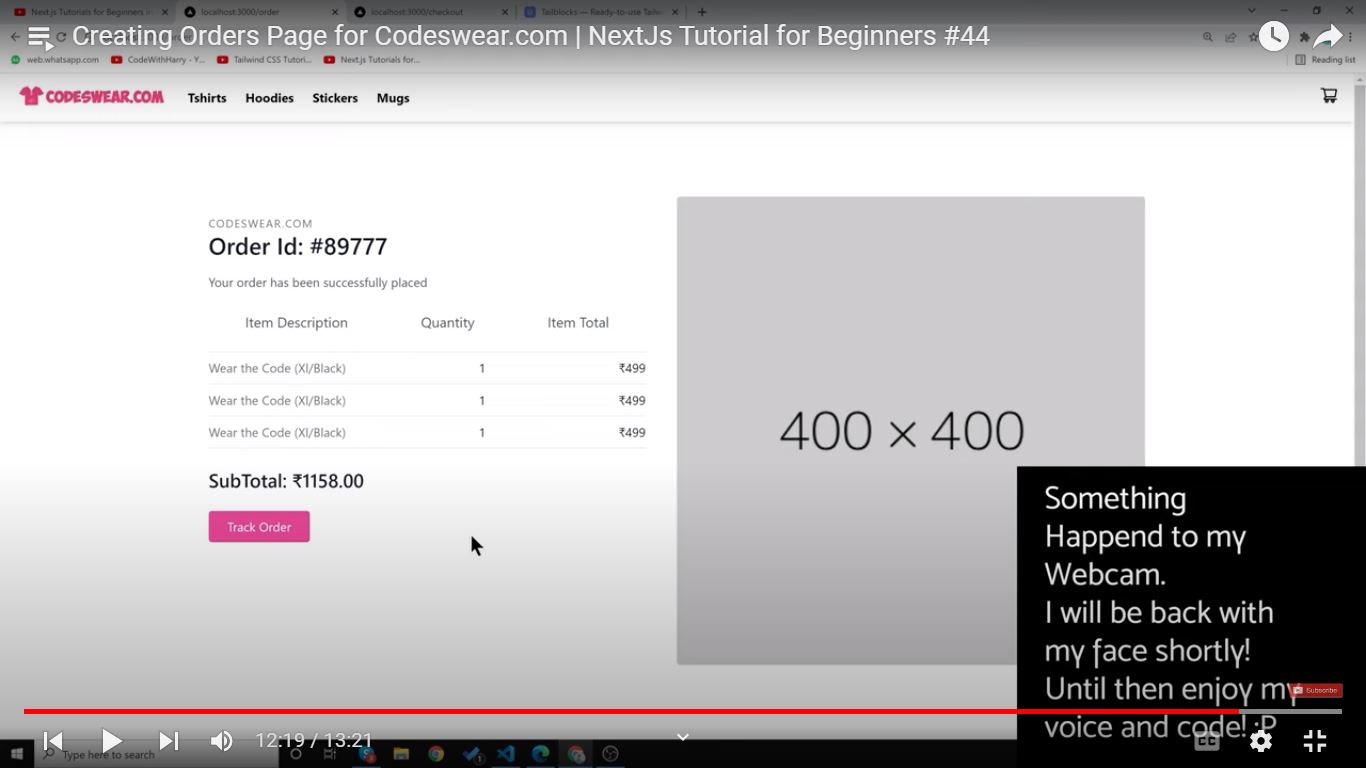 Next.js Tutorials for Beginners in
localhost:3000/order
localhost:3000/checkout
Tailblocks — Ready-to-use Tailw
Creating Orders Page for Codeswear.com | NextJs Tutorial for Beginners #44
web.whatsapp.com
CodeWithHarry - Y...
Tailwind CSS Tutori...
Next.js Tutorials for...
Reading list
CODESWEAR.COM
Tshirts
Hoodies
Stickers
Mugs
CODESWEAR.COM
Order Id: #89777
Your order has been successfully placed
Item Description Quantity Item Total
Wear the Code (Xl/Black) 1 ₹499
Wear the Code (Xl/Black) 1 ₹499
Wear the Code (Xl/Black) 1 ₹499
SubTotal: ₹1158.00
Track Order
400 × 400
Something
Happend to my
Webcam.
I will be back with
my face shortly!
Until then enjoy my
voice and code! :P
Subscribe
12:19 / 13:21
CC
Type here to search